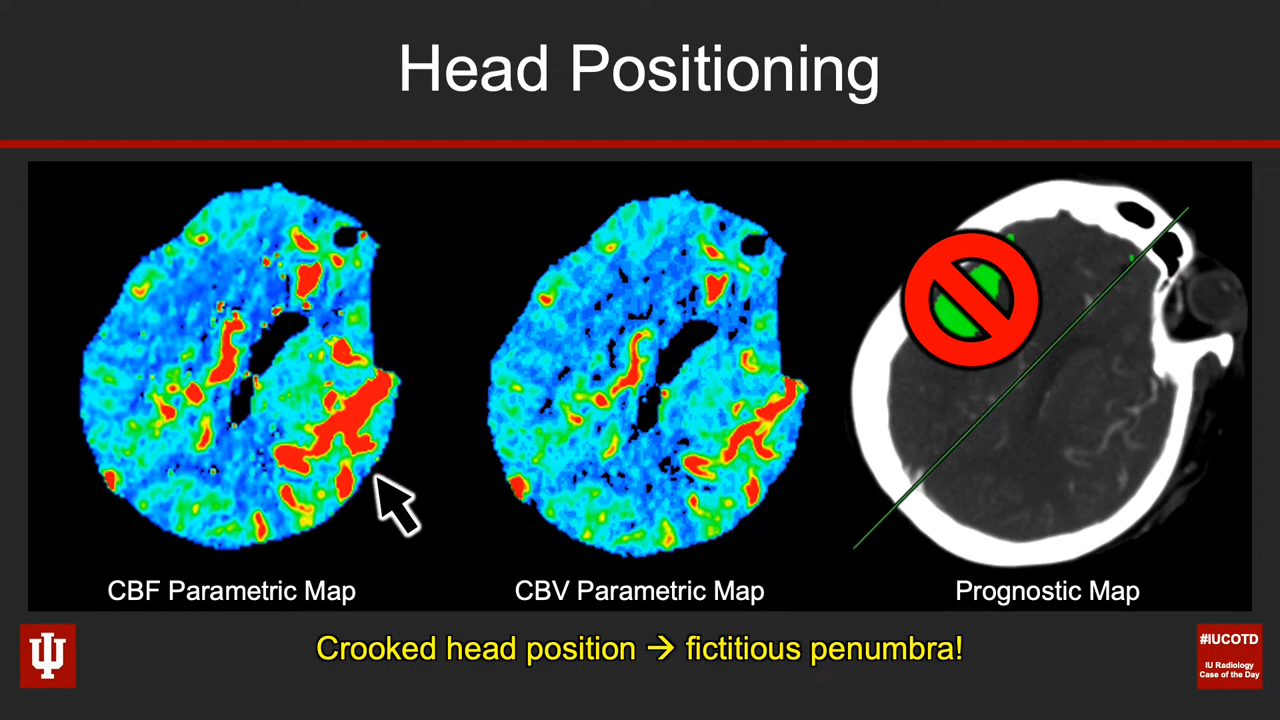 Head Positioning
CBF Parametric Map
CBV Parametric Map
Prognostic Map
Crooked head position → fictitious penumbra!
#IUCOTD
IU Radiology
Case of the Day